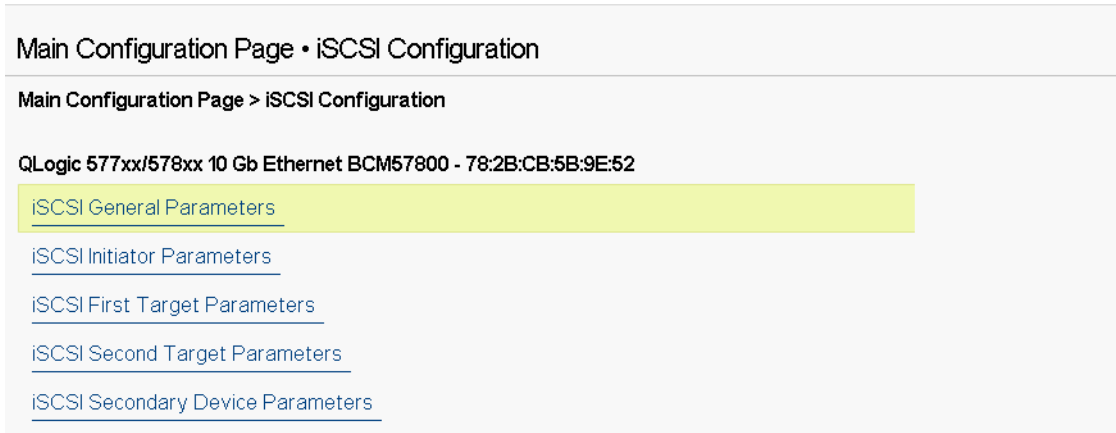 Main Configuration Page • iSCSI Configuration
Main Configuration Page > iSCSI Configuration
QLogic 577xx/578xx 10 Gb Ethernet BCM57800 - 78:2B:CB:5B:9E:52
iSCSI General Parameters
iSCSI Initiator Parameters
iSCSI First Target Parameters
iSCSI Second Target Parameters
iSCSI Secondary Device Parameters